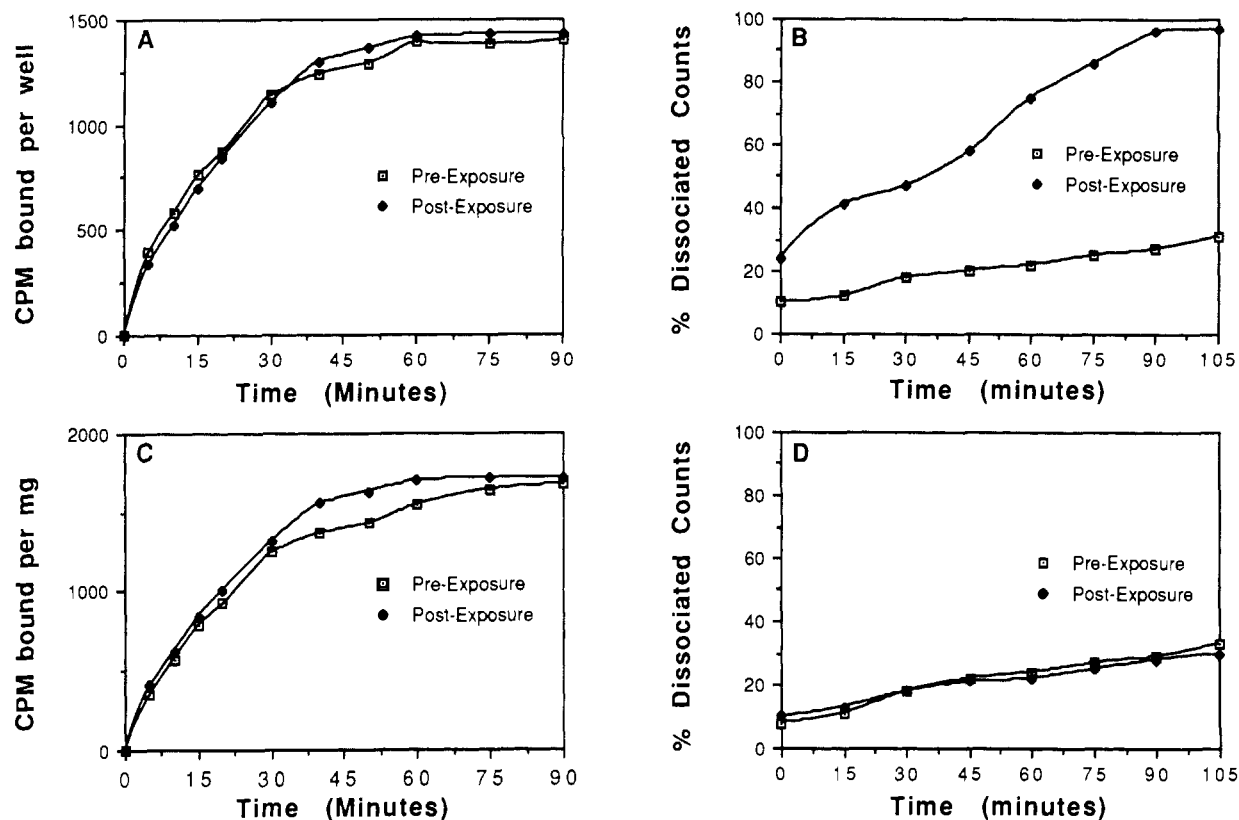 A
CPM bound per well
1500
1000
500
0
Pre-Exposure
Post-Exposure
0 15 30 45 60 75 90
Time (Minutes)
B
% Dissociated Counts
100
80
60
40
20
0
Pre-Exposure
Post-Exposure
0 15 30 45 60 75 90 105
Time (minutes)
C
CPM bound per mg
2000
1000
0
Pre-Exposure
Post-Exposure
0 15 30 45 60 75 90
Time (Minutes)
D
% Dissociated Counts
100
80
60
40
20
0
Pre-Exposure
Post-Exposure
0 15 30 45 60 75 90 105
Time (minutes)